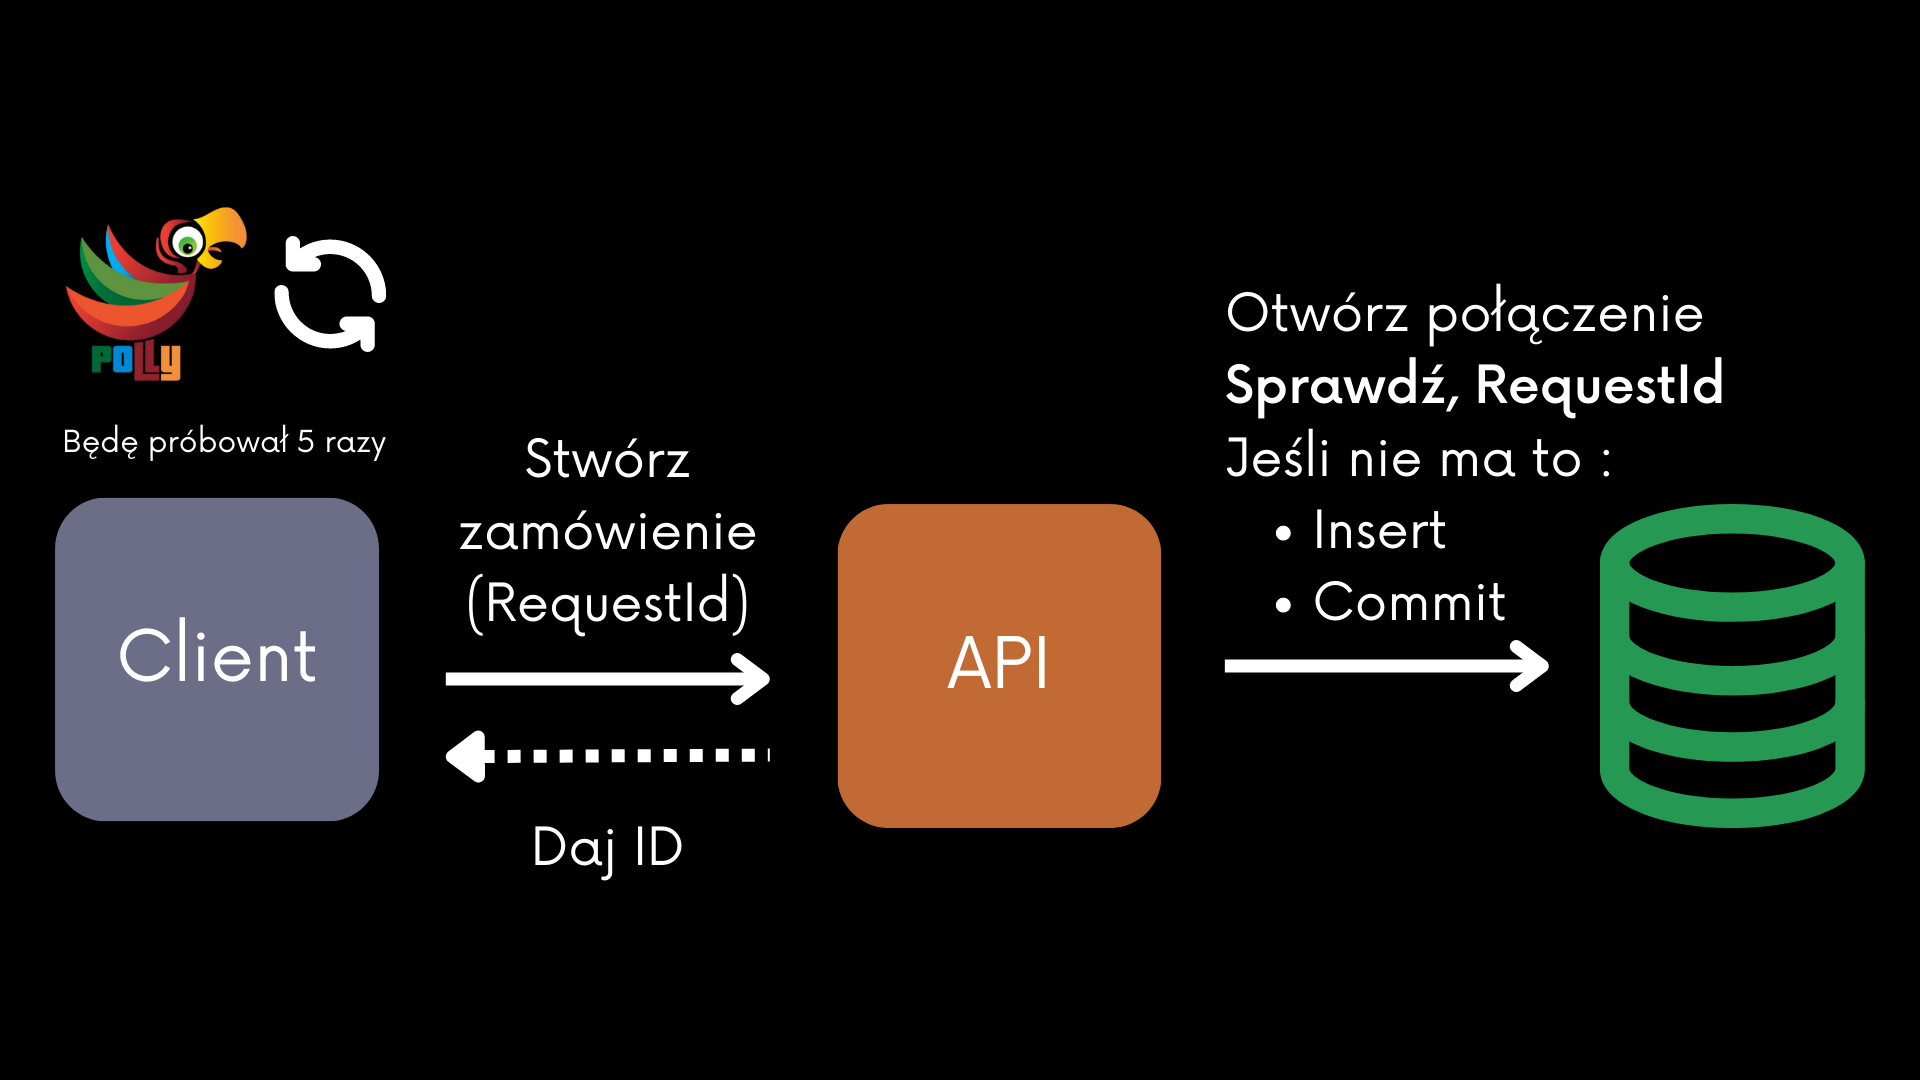 POLLY
Będę próbował 5 razy
Client
Stwórz
zamówienie
(RequestId)
Daj ID
API
Otwórz połączenie
Sprawdź, RequestId
Jeśli nie ma to :
• Insert
• Commit